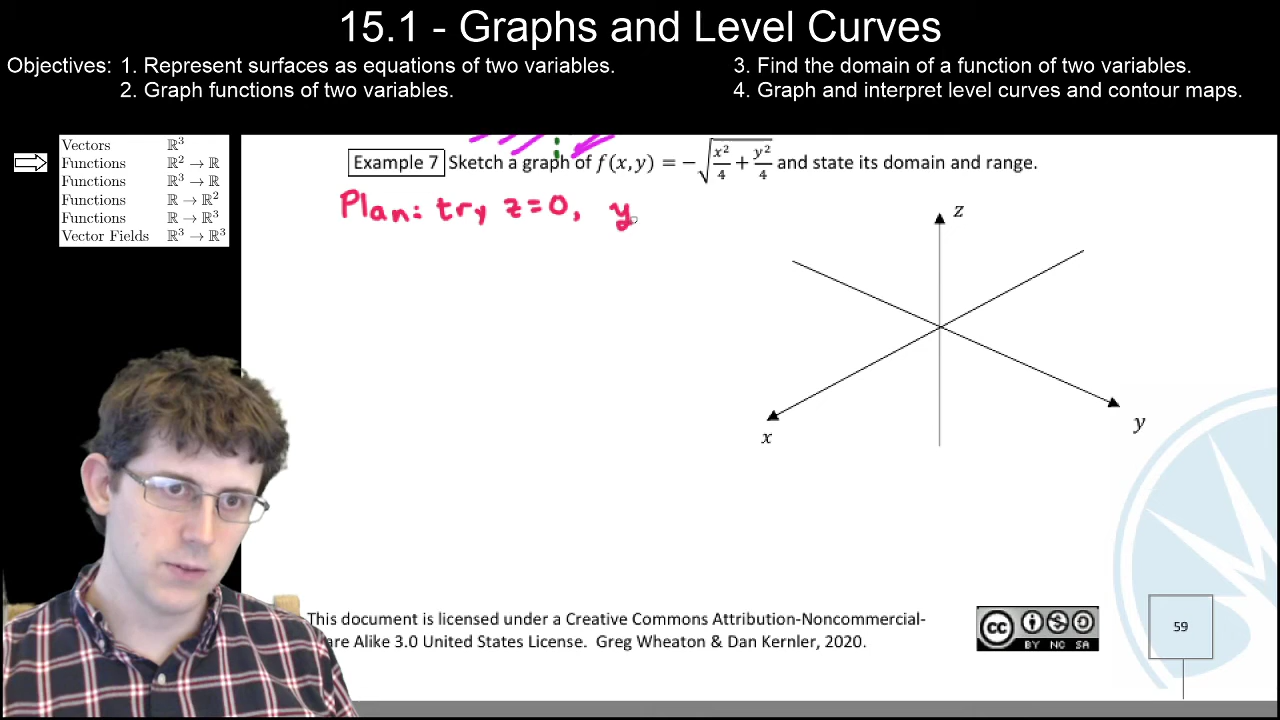 15.1 - Graphs and Level Curves
Objectives: 1. Represent surfaces as equations of two variables.
2. Graph functions of two variables.
3. Find the domain of a function of two variables.
4. Graph and interpret level curves and contour maps.
Vectors ℝ³
Functions ℝ² → ℝ
Functions ℝ³ → ℝ
Functions ℝ → ℝ²
Functions ℝ → ℝ³
Vector Fields ℝ³ → ℝ³
Example 7 Sketch a graph of f(x, y) = −√(x²/4 + y²/4) and state its domain and range.
Plan: try z=0, y
z
x
y
This document is licensed under a Creative Commons Attribution-Noncommercial-
are Alike 3.0 United States License. Greg Wheaton & Dan Kernler, 2020.
cc
BY NC SA
59